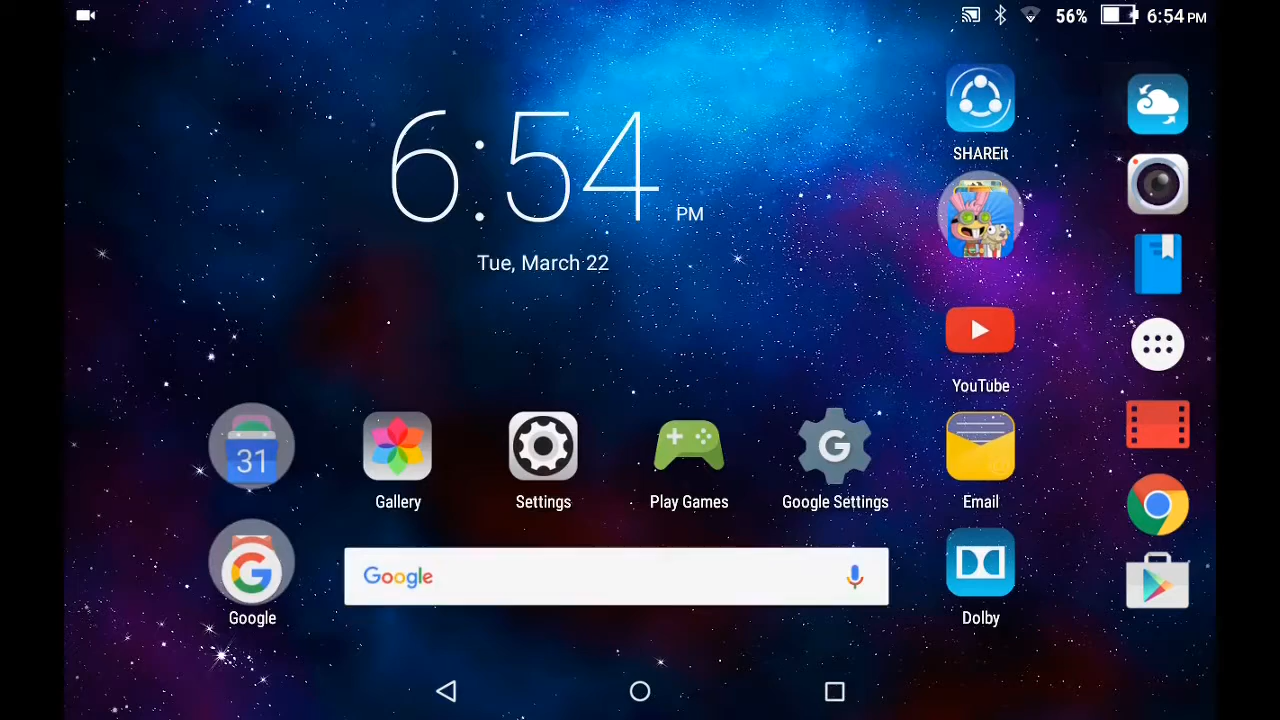 56% 6:54 PM
6:54 PM
Tue, March 22
SHAREit
YouTube
31
Gallery
Settings
Play Games
G
Google Settings
Email
G
Google
Google
Dolby